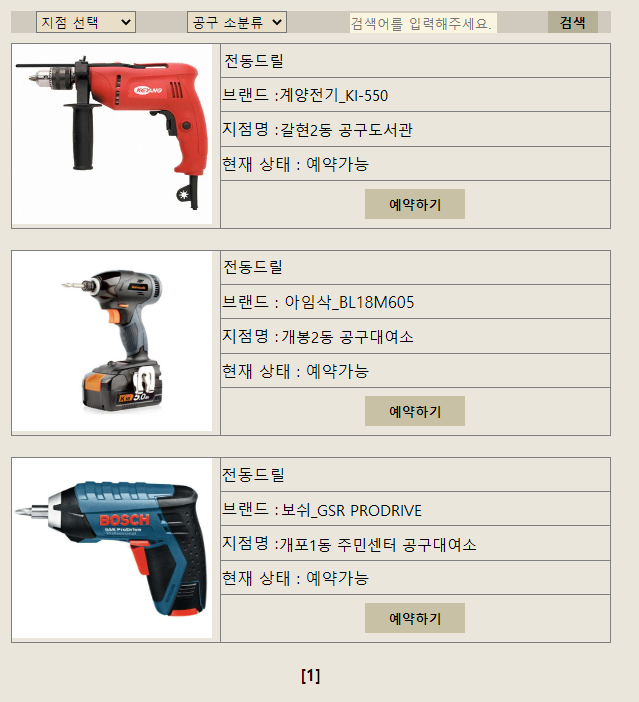 지점 선택 공구 소분류 검색어를 입력해주세요. 검색
KEYANG
전동드릴
브랜드 :계양전기_KI-550
지점명 :갈현2동 공구도서관
현재 상태 : 예약가능
예약하기
전동드릴
브랜드 : 아임삭_BL18M605
지점명 :개봉2동 공구대여소
현재 상태 : 예약가능
5.0
예약하기
BOSCH
GSR ProDrive
Professional
전동드릴
브랜드 :보쉬_GSR PRODRIVE
지점명 :개포1동 주민센터 공구대여소
현재 상태 : 예약가능
예약하기
[1]